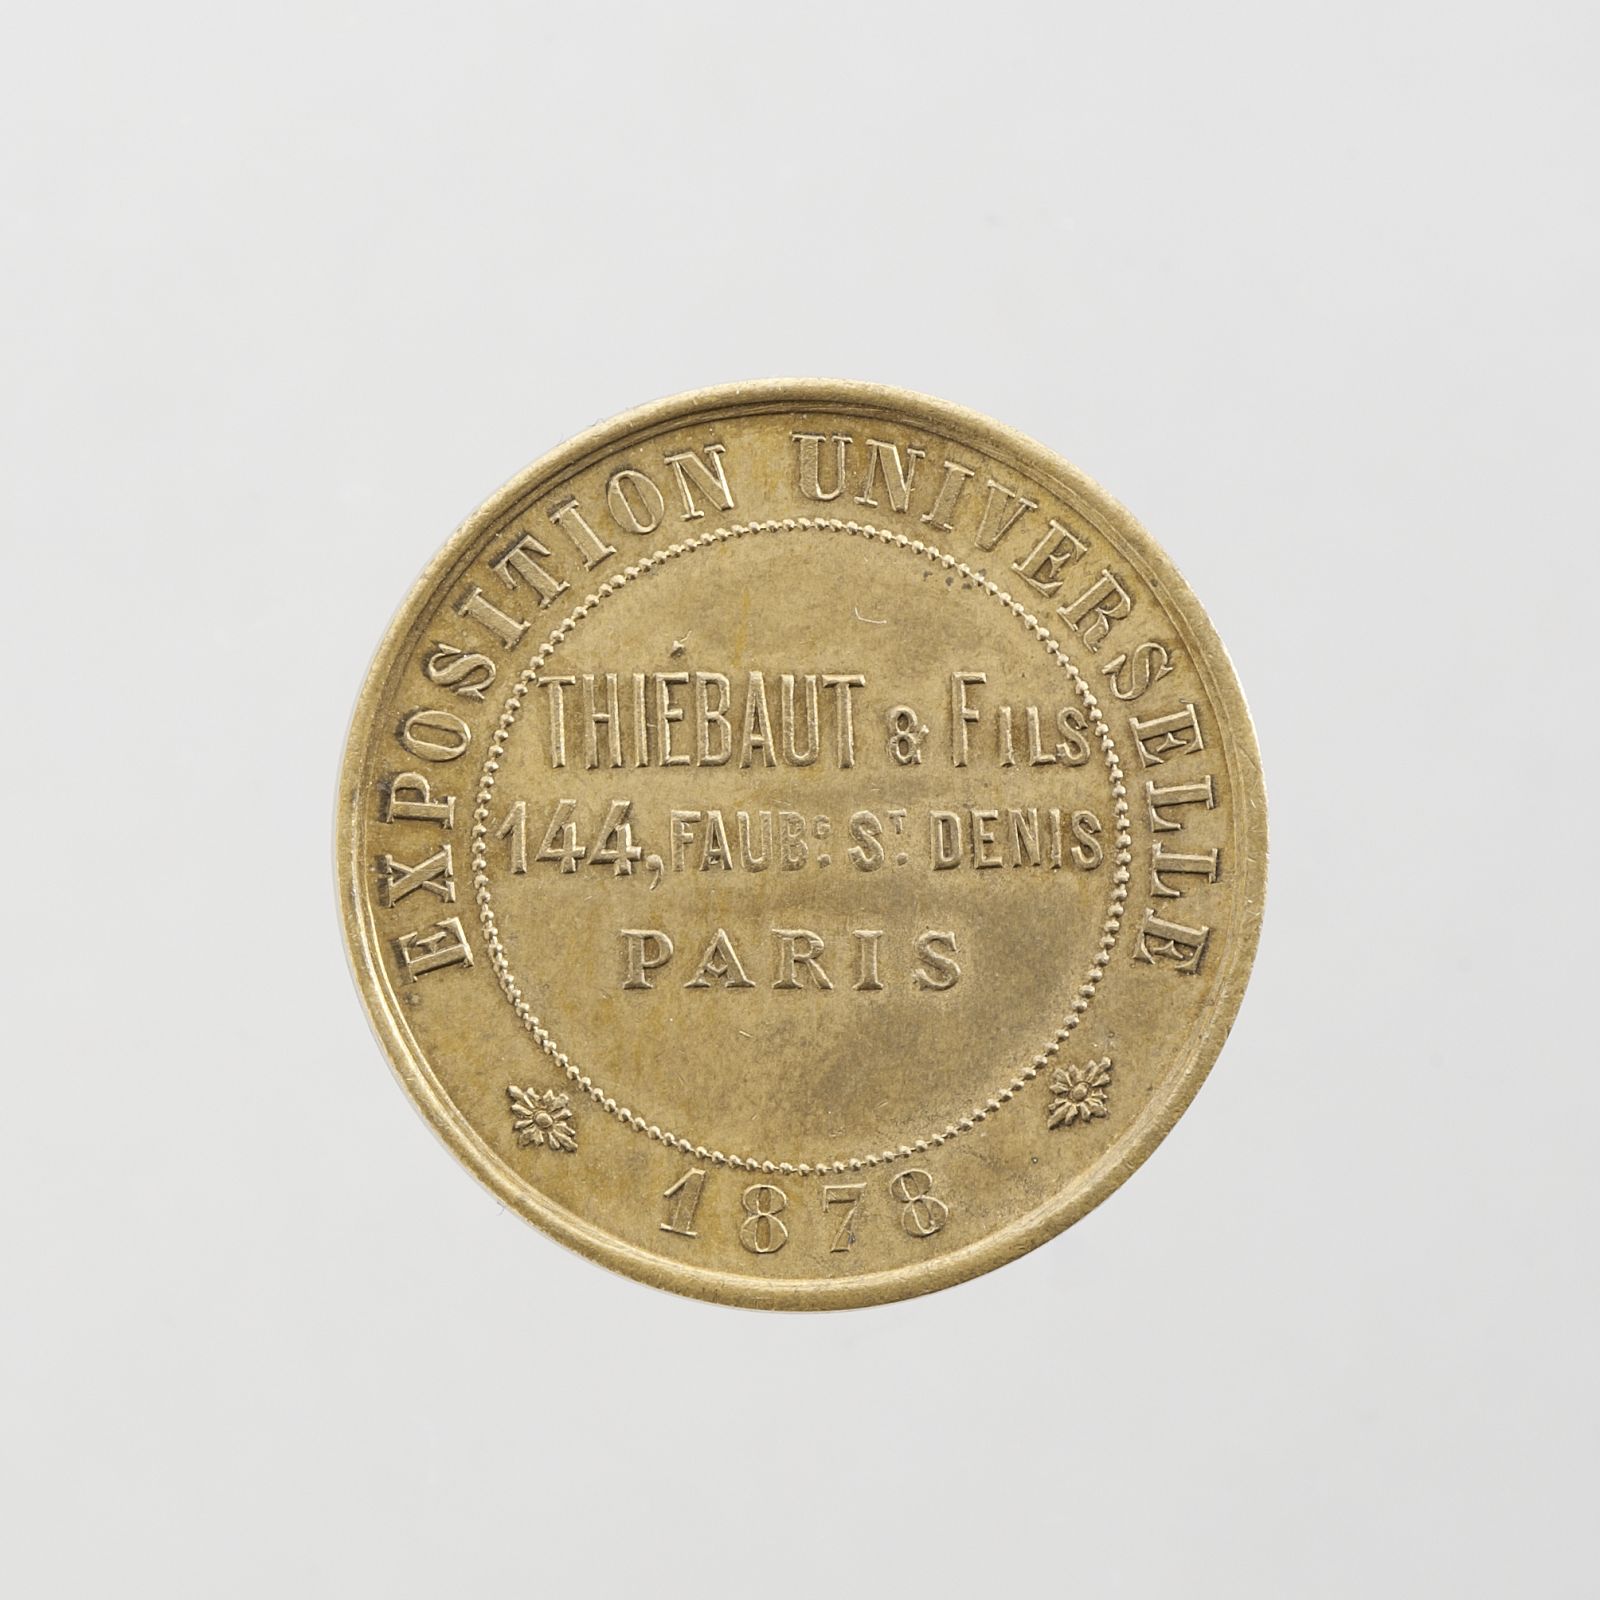 EXPOSITION UNIVERSELLE
THIÉBAUT & FILS
144, FAUBG: ST. DENIS
PARIS
1878